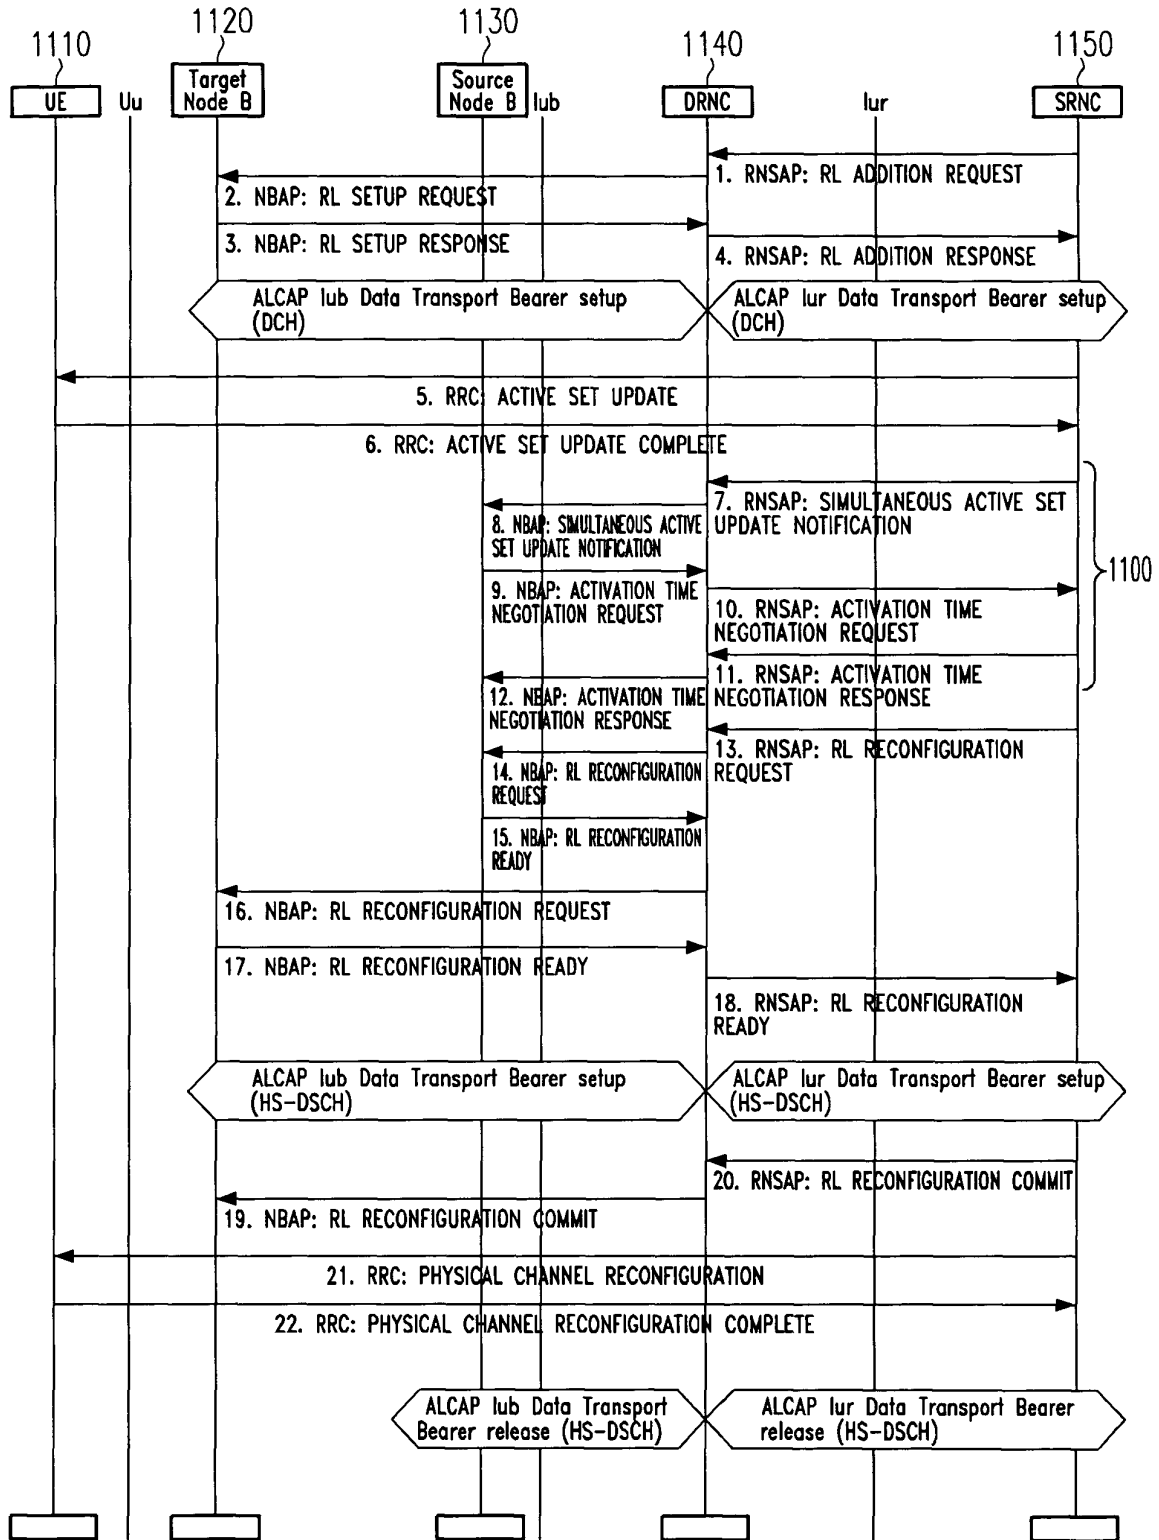 1110
1120
1130
1140
1150
UE
Uu
Target
Node B
Source
Node B
Iub
DRNC
Iur
SRNC
1. RNSAP: RL ADDITION REQUEST
2. NBAP: RL SETUP REQUEST
3. NBAP: RL SETUP RESPONSE
4. RNSAP: RL ADDITION RESPONSE
ALCAP Iub Data Transport Bearer setup
(DCH)
ALCAP Iur Data Transport Bearer setup
(DCH)
5. RRC: ACTIVE SET UPDATE
6. RRC: ACTIVE SET UPDATE COMPLETE
7. RNSAP: SIMULTANEOUS ACTIVE SET
UPDATE NOTIFICATION
8. NBAP: SIMULTANEOUS ACTIVE
SET UPDATE NOTIFICATION
1100
9. NBAP: ACTIVATION TIME
NEGOTIATION REQUEST
10. RNSAP: ACTIVATION TIME
NEGOTIATION REQUEST
11. RNSAP: ACTIVATION TIME
NEGOTIATION RESPONSE
12. NBAP: ACTIVATION TIME
NEGOTIATION RESPONSE
13. RNSAP: RL RECONFIGURATION
REQUEST
14. NBAP: RL RECONFIGURATION
REQUEST
15. NBAP: RL RECONFIGURATION
READY
16. NBAP: RL RECONFIGURATION REQUEST
17. NBAP: RL RECONFIGURATION READY
18. RNSAP: RL RECONFIGURATION
READY
ALCAP Iub Data Transport Bearer setup
(HS-DSCH)
ALCAP Iur Data Transport Bearer setup
(HS-DSCH)
20. RNSAP: RL RECONFIGURATION COMMIT
19. NBAP: RL RECONFIGURATION COMMIT
21. RRC: PHYSICAL CHANNEL RECONFIGURATION
22. RRC: PHYSICAL CHANNEL RECONFIGURATION COMPLETE
ALCAP Iub Data Transport
Bearer release (HS-DSCH)
ALCAP Iur Data Transport Bearer
release (HS-DSCH)